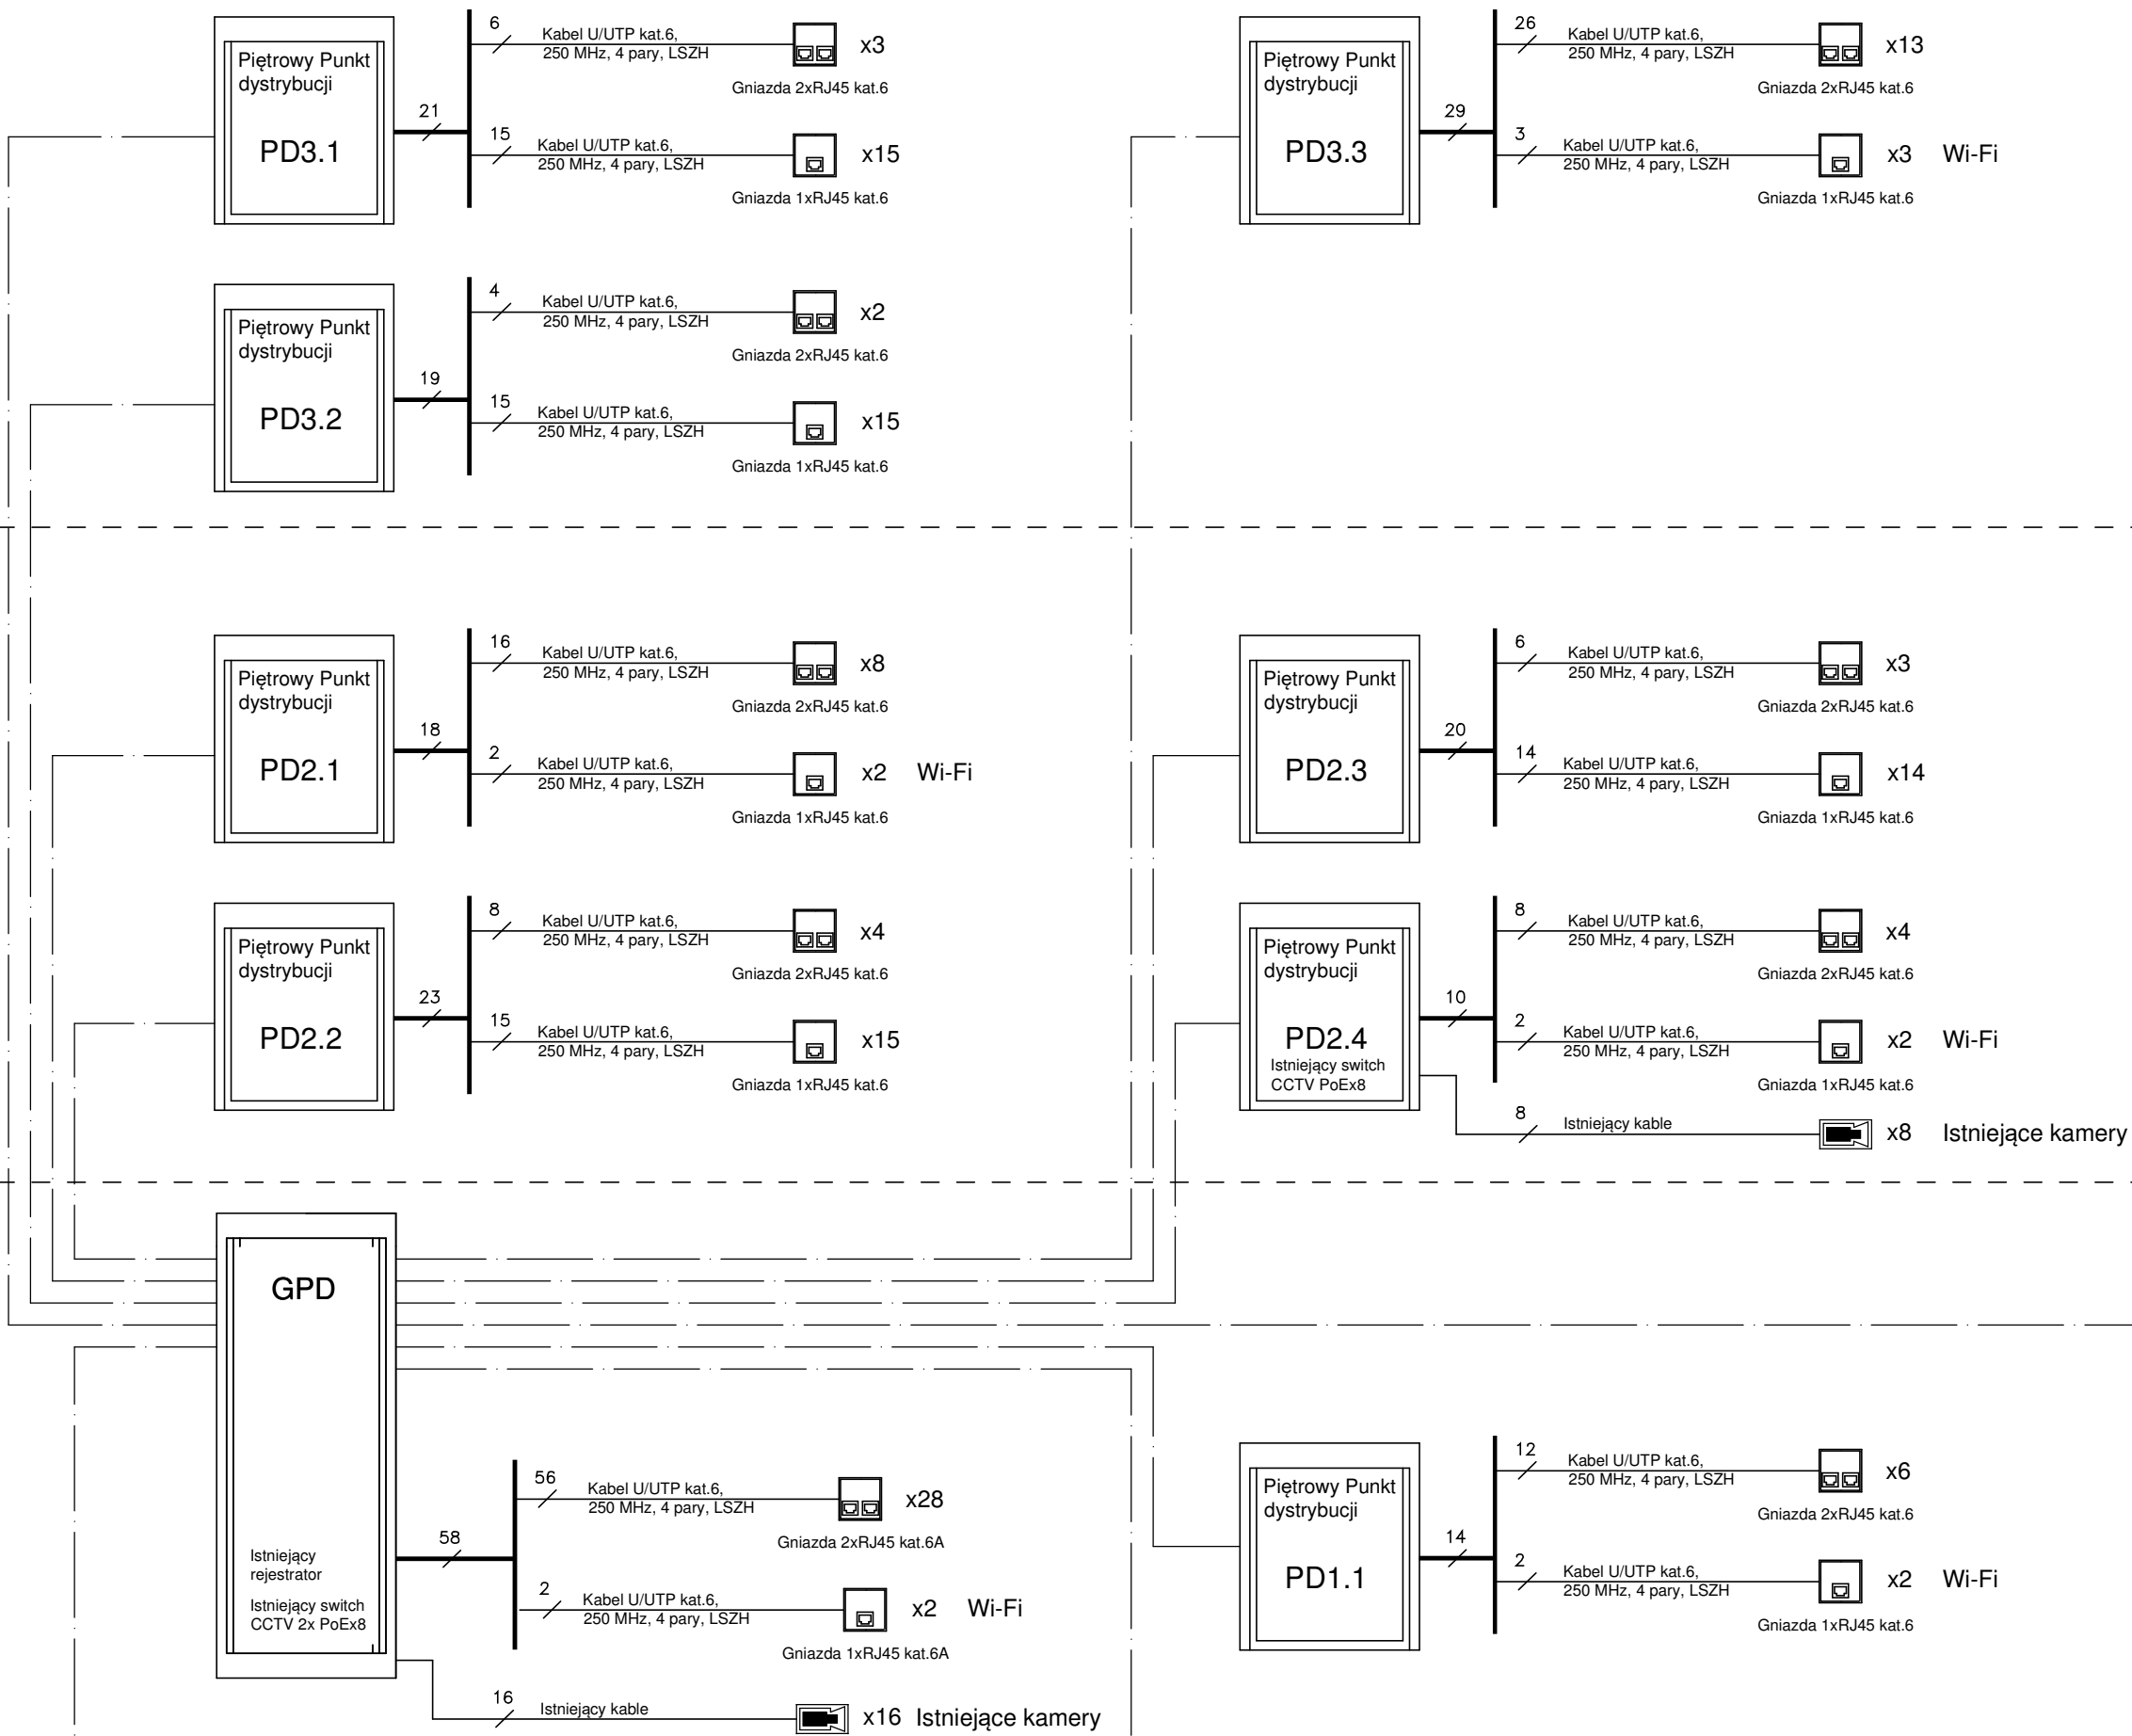 Piętrowy Punkt
dystrybucji
PD3.1
21
6
Kabel U/UTP kat.6,
250 MHz, 4 pary, LSZH
x3
Gniazda 2xRJ45 kat.6
15
Kabel U/UTP kat.6,
250 MHz, 4 pary, LSZH
x15
Gniazda 1xRJ45 kat.6
Piętrowy Punkt
dystrybucji
PD3.3
29
26
Kabel U/UTP kat.6,
250 MHz, 4 pary, LSZH
x13
Gniazda 2xRJ45 kat.6
3
Kabel U/UTP kat.6,
250 MHz, 4 pary, LSZH
x3 Wi-Fi
Gniazda 1xRJ45 kat.6
Piętrowy Punkt
dystrybucji
PD3.2
19
4
Kabel U/UTP kat.6,
250 MHz, 4 pary, LSZH
x2
Gniazda 2xRJ45 kat.6
15
Kabel U/UTP kat.6,
250 MHz, 4 pary, LSZH
x15
Gniazda 1xRJ45 kat.6
Piętrowy Punkt
dystrybucji
PD2.1
18
16
Kabel U/UTP kat.6,
250 MHz, 4 pary, LSZH
x8
Gniazda 2xRJ45 kat.6
2
Kabel U/UTP kat.6,
250 MHz, 4 pary, LSZH
x2 Wi-Fi
Gniazda 1xRJ45 kat.6
Piętrowy Punkt
dystrybucji
PD2.3
20
6
Kabel U/UTP kat.6,
250 MHz, 4 pary, LSZH
x3
Gniazda 2xRJ45 kat.6
14
Kabel U/UTP kat.6,
250 MHz, 4 pary, LSZH
x14
Gniazda 1xRJ45 kat.6
Piętrowy Punkt
dystrybucji
PD2.2
23
8
Kabel U/UTP kat.6,
250 MHz, 4 pary, LSZH
x4
Gniazda 2xRJ45 kat.6
15
Kabel U/UTP kat.6,
250 MHz, 4 pary, LSZH
x15
Gniazda 1xRJ45 kat.6
Piętrowy Punkt
dystrybucji
PD2.4
Istniejący switch
CCTV PoEx8
10
8
Kabel U/UTP kat.6,
250 MHz, 4 pary, LSZH
x4
Gniazda 2xRJ45 kat.6
2
Kabel U/UTP kat.6,
250 MHz, 4 pary, LSZH
x2 Wi-Fi
Gniazda 1xRJ45 kat.6
8
Istniejący kable
x8 Istniejące kamery
GPD
Istniejący
rejestrator
Istniejący switch
CCTV 2x PoEx8
58
56
Kabel U/UTP kat.6,
250 MHz, 4 pary, LSZH
x28
Gniazda 2xRJ45 kat.6A
2
Kabel U/UTP kat.6,
250 MHz, 4 pary, LSZH
x2 Wi-Fi
Gniazda 1xRJ45 kat.6A
16
Istniejący kable
x16 Istniejące kamery
Piętrowy Punkt
dystrybucji
PD1.1
14
12
Kabel U/UTP kat.6,
250 MHz, 4 pary, LSZH
x6
Gniazda 2xRJ45 kat.6
2
Kabel U/UTP kat.6,
250 MHz, 4 pary, LSZH
x2 Wi-Fi
Gniazda 1xRJ45 kat.6